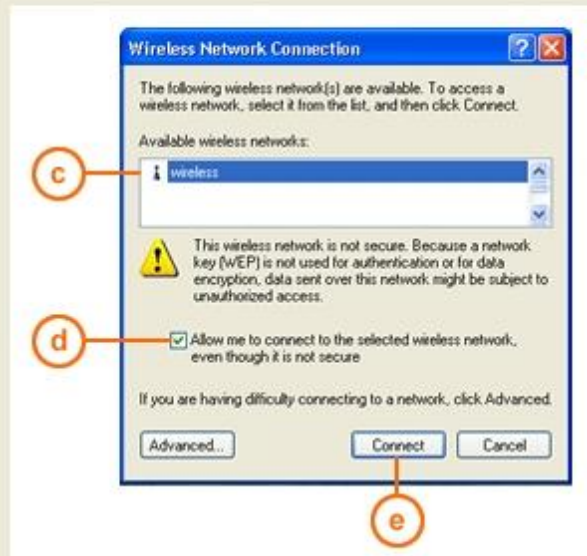 Wireless Network Connection
The following wireless network(s) are available. To access a
wireless network, select it from the list, and then click Connect.
Available wireless networks:
c
wireless
This wireless network is not secure. Because a network
key (WEP) is not used for authentication or for data
encryption, data sent over this network might be subject to
unauthorized access.
d
Allow me to connect to the selected wireless network,
even though it is not secure
If you are having difficulty connecting to a network, click Advanced.
Advanced... Connect Cancel
e